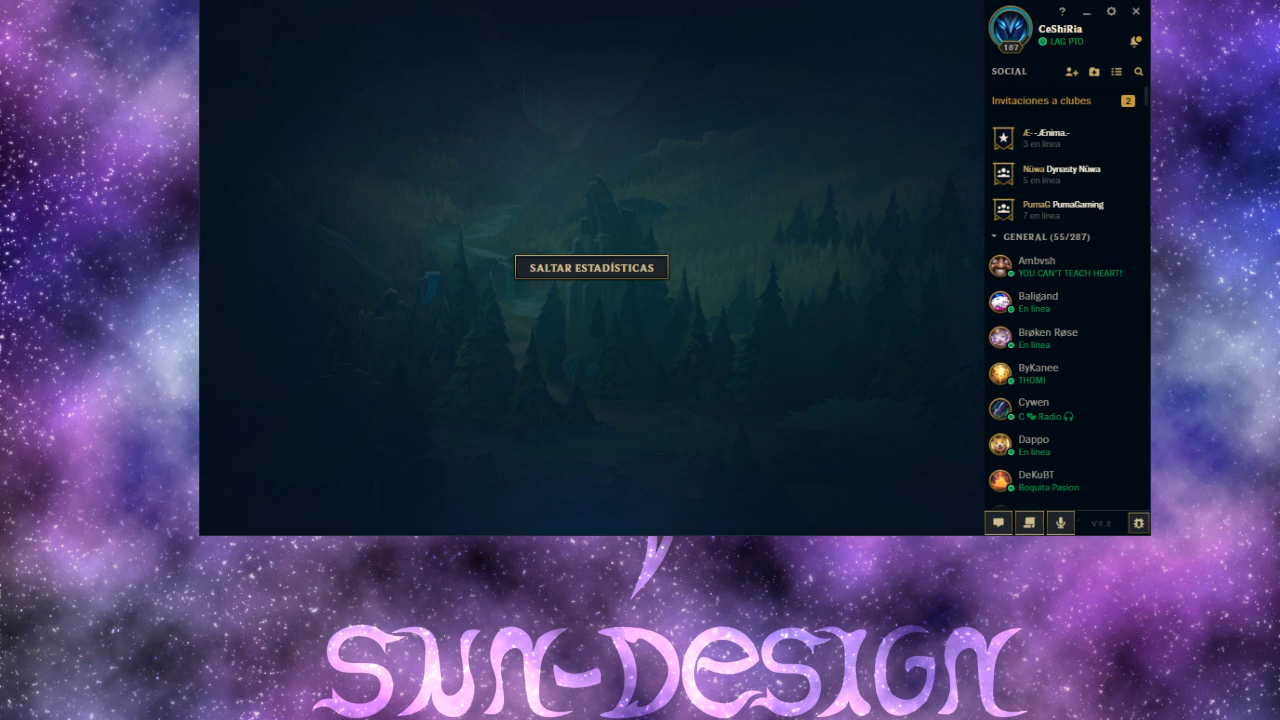 ?
CeShiRia
187
LAG PTO
SOCIAL
Invitaciones a clubes
2
Æ--.Ænima.-
3 en línea
Nüwa Dynasty Nüwa
5 en línea
PumaG PumaGaming
7 en línea
GENERAL (55/287)
Ambvsh
YOU CAN'T TEACH HEART!
SALTAR ESTADÍSTICAS
Baligand
En línea
Brøken Røse
En línea
ByKanee
THOMI
Cywen
C Radio
Dappo
En línea
DeKuBT
Boquita Pasion
V9.8
SUN-DESIGN